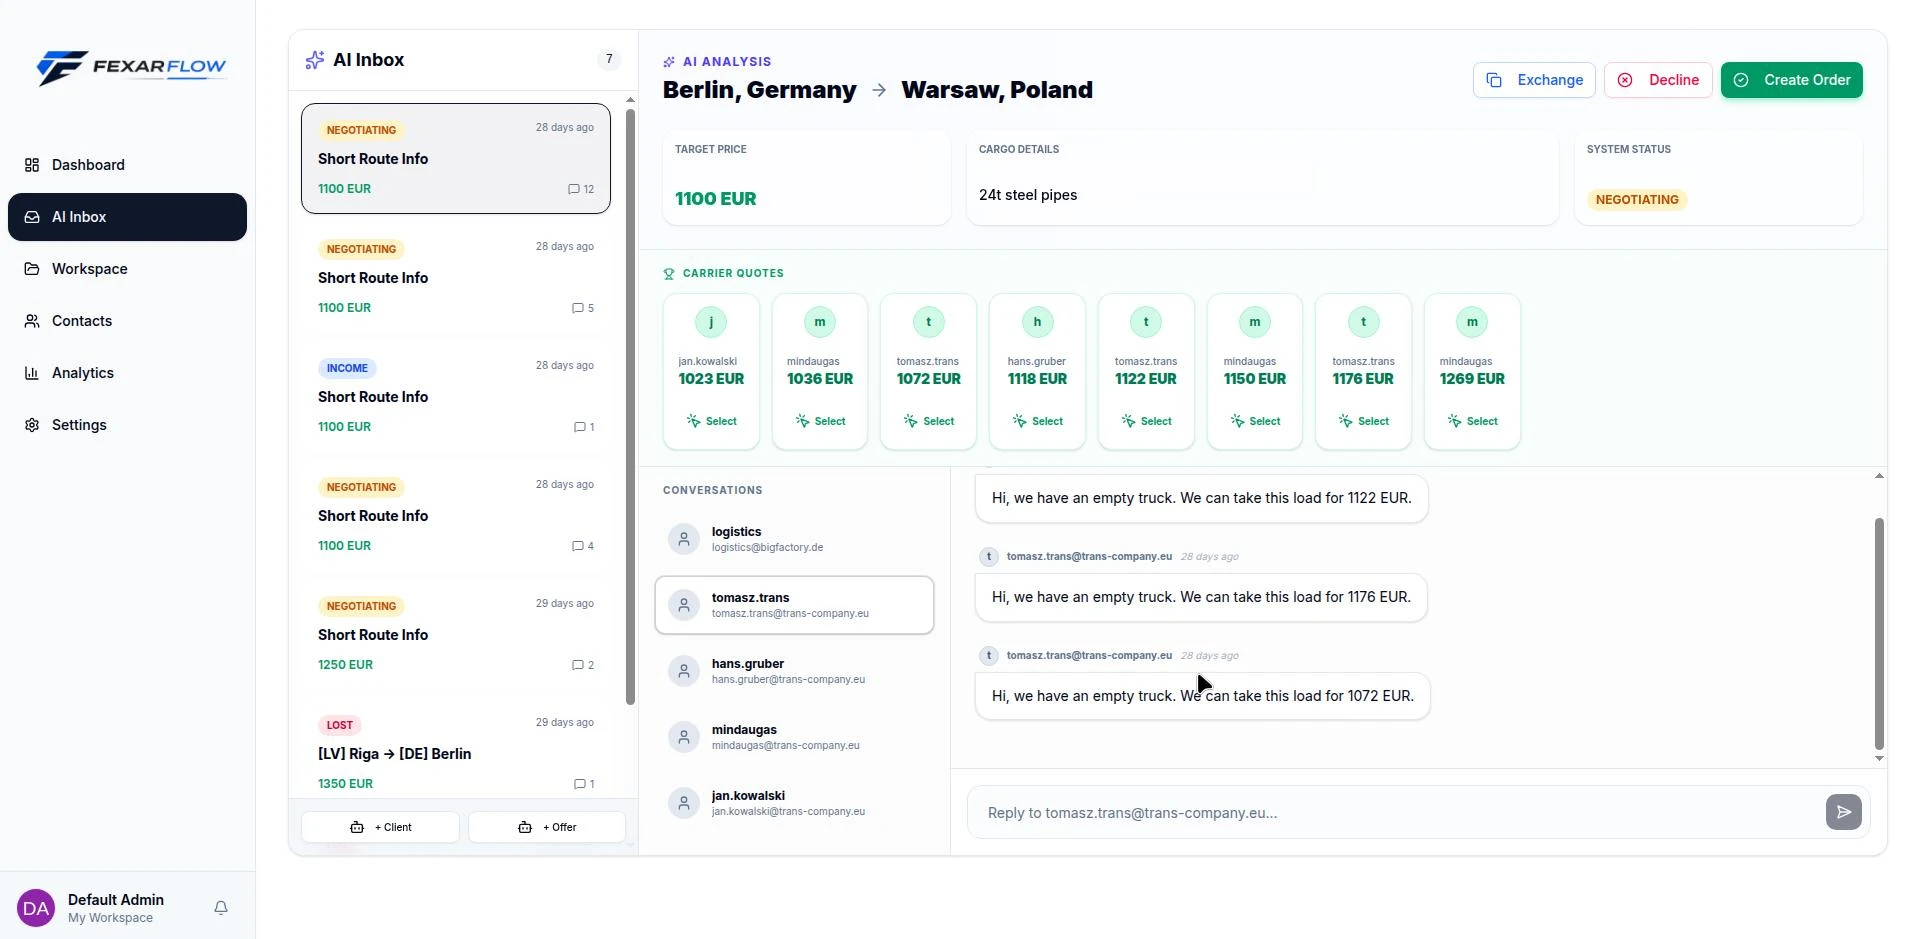 FEXARFLOW
Dashboard
AI Inbox
Workspace
Contacts
Analytics
Settings
DA
Default Admin
My Workspace
AI Inbox
7
NEGOTIATING
28 days ago
Short Route Info
1100 EUR
12
NEGOTIATING
28 days ago
Short Route Info
1100 EUR
5
INCOME
28 days ago
Short Route Info
1100 EUR
1
NEGOTIATING
28 days ago
Short Route Info
1100 EUR
4
NEGOTIATING
29 days ago
Short Route Info
1250 EUR
2
LOST
29 days ago
[LV] Riga → [DE] Berlin
1350 EUR
1
+ Client
+ Offer
AI ANALYSIS
Berlin, Germany → Warsaw, Poland
Exchange
Decline
Create Order
TARGET PRICE
1100 EUR
CARGO DETAILS
24t steel pipes
SYSTEM STATUS
NEGOTIATING
CARRIER QUOTES
j
jan.kowalski
1023 EUR
Select
m
mindaugas
1036 EUR
Select
t
tomasz.trans
1072 EUR
Select
h
hans.gruber
1118 EUR
Select
t
tomasz.trans
1122 EUR
Select
m
mindaugas
1150 EUR
Select
t
tomasz.trans
1176 EUR
Select
m
mindaugas
1269 EUR
Select
CONVERSATIONS
logistics
logistics@bigfactory.de
tomasz.trans
tomasz.trans@trans-company.eu
hans.gruber
hans.gruber@trans-company.eu
mindaugas
mindaugas@trans-company.eu
jan.kowalski
jan.kowalski@trans-company.eu
Hi, we have an empty truck. We can take this load for 1122 EUR.
t tomasz.trans@trans-company.eu 28 days ago
Hi, we have an empty truck. We can take this load for 1176 EUR.
t tomasz.trans@trans-company.eu 28 days ago
Hi, we have an empty truck. We can take this load for 1072 EUR.
Reply to tomasz.trans@trans-company.eu...